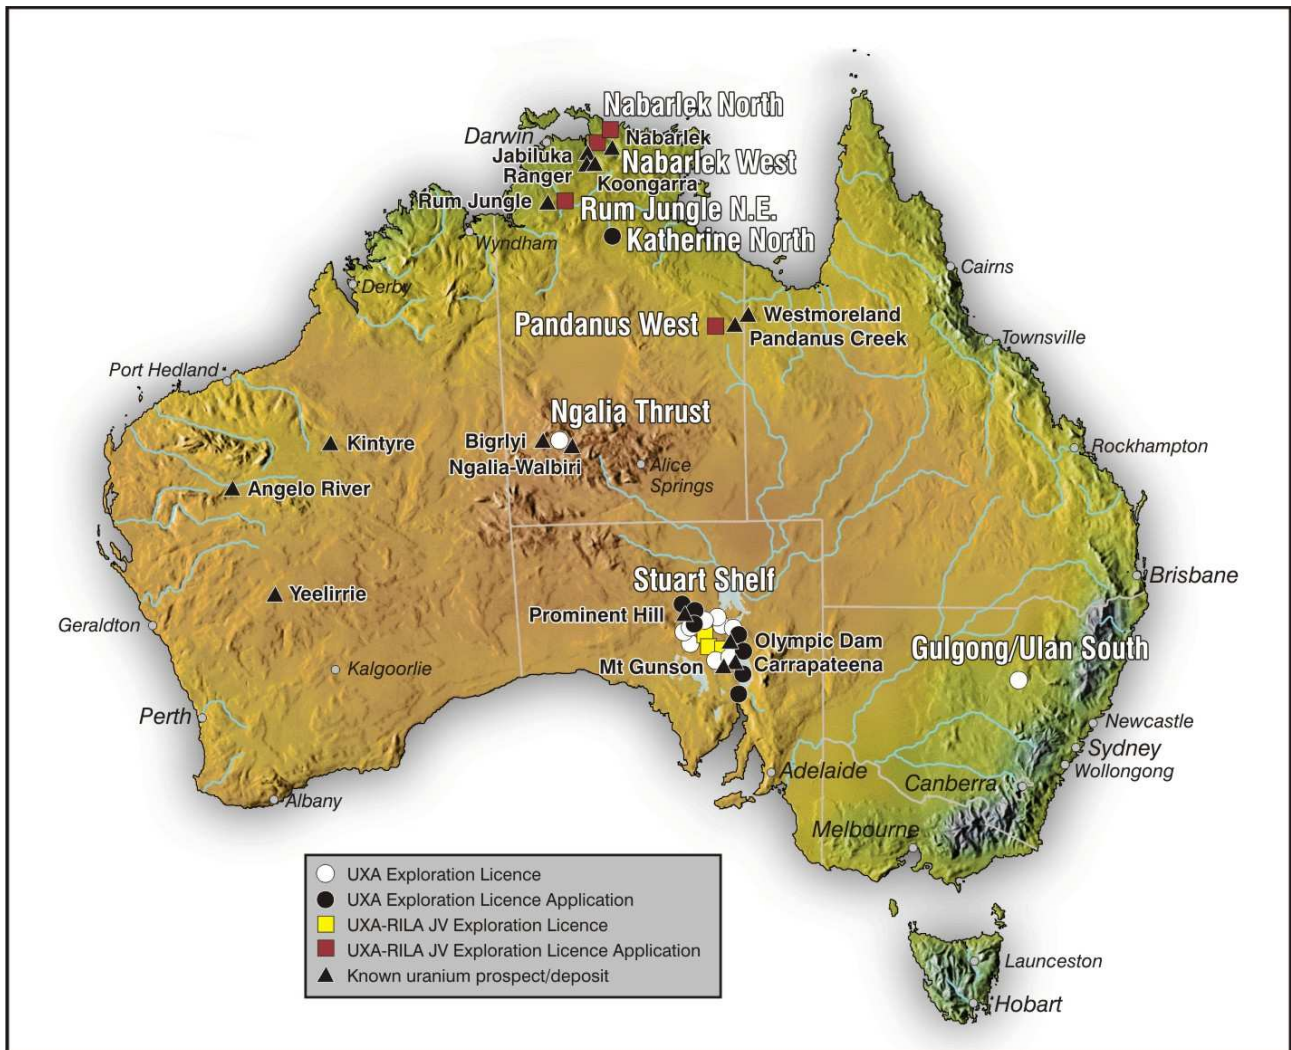 Nabarlek North
Darwin
Nabarlek
Jabiluka
Nabarlek West
Ranger
Koongarra
Rum Jungle
Rum Jungle N.E.
Wyndham
Katherine North
Cairns
Derby
Westmoreland
Pandanus West
Pandanus Creek
Townsville
Port Hedland
Ngalia Thrust
Kintyre
Bigrlyi
Rockhampton
Ngalia-Walbiri
Alice
Springs
Angelo River
Stuart Shelf
Brisbane
Yeelirrie
Prominent Hill
Geraldton
Olympic Dam
Gulgong/Ulan South
Mt Gunson
Carrapateena
Kalgoorlie
Perth
Newcastle
Sydney
Adelaide
Wollongong
Canberra
Albany
Melbourne
UXA Exploration Licence
UXA Exploration Licence Application
UXA-RILA JV Exploration Licence
UXA-RILA JV Exploration Licence Application
Known uranium prospect/deposit
Launceston
Hobart